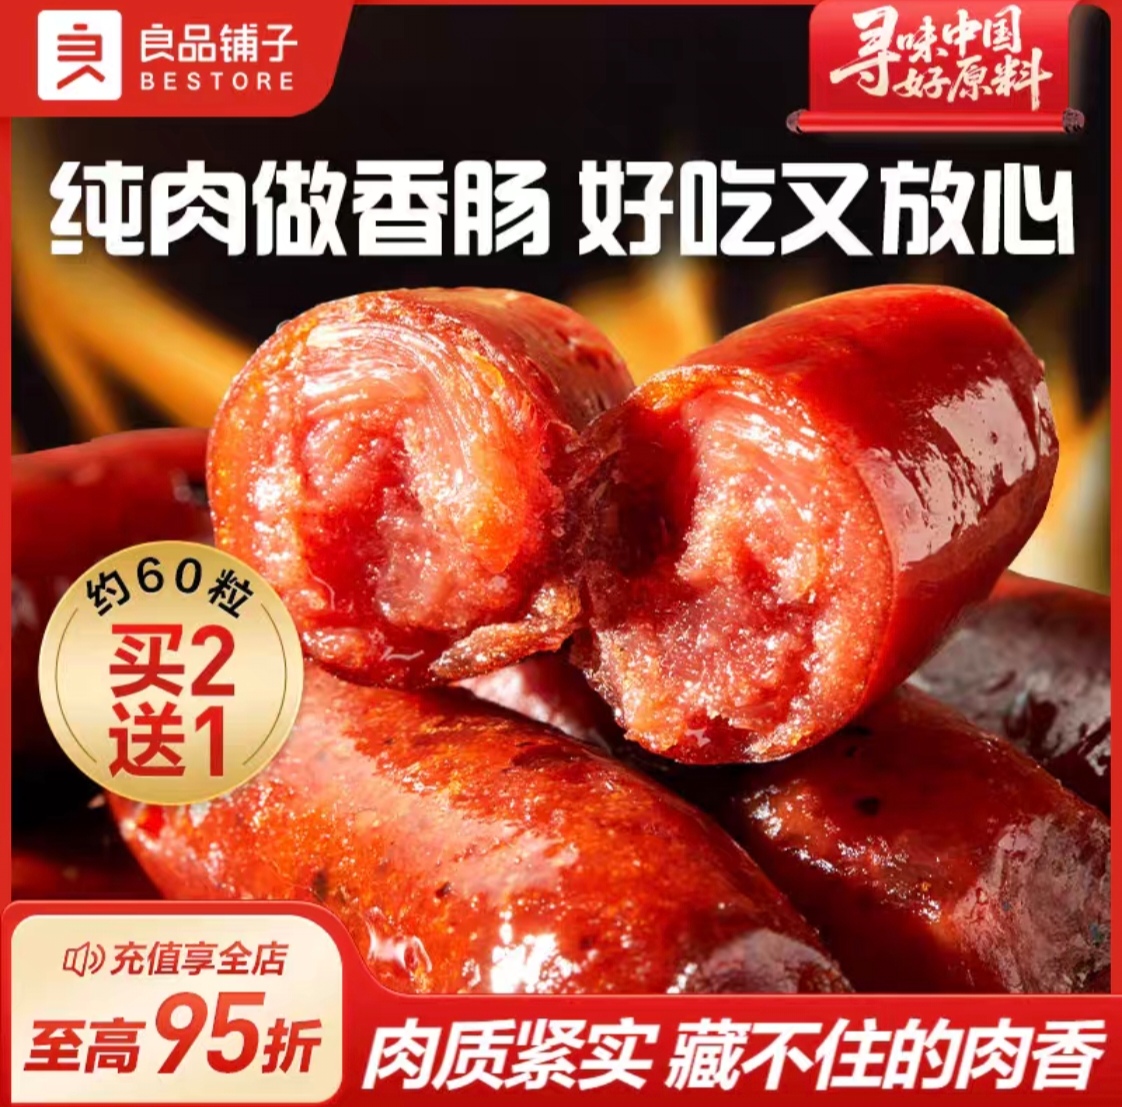 良品铺子
BESTORE
寻味中国
好原料
纯肉做香肠 好吃又放心
约60粒
买2
送1
充值享全店
至高95折
肉质紧实 藏不住的肉香